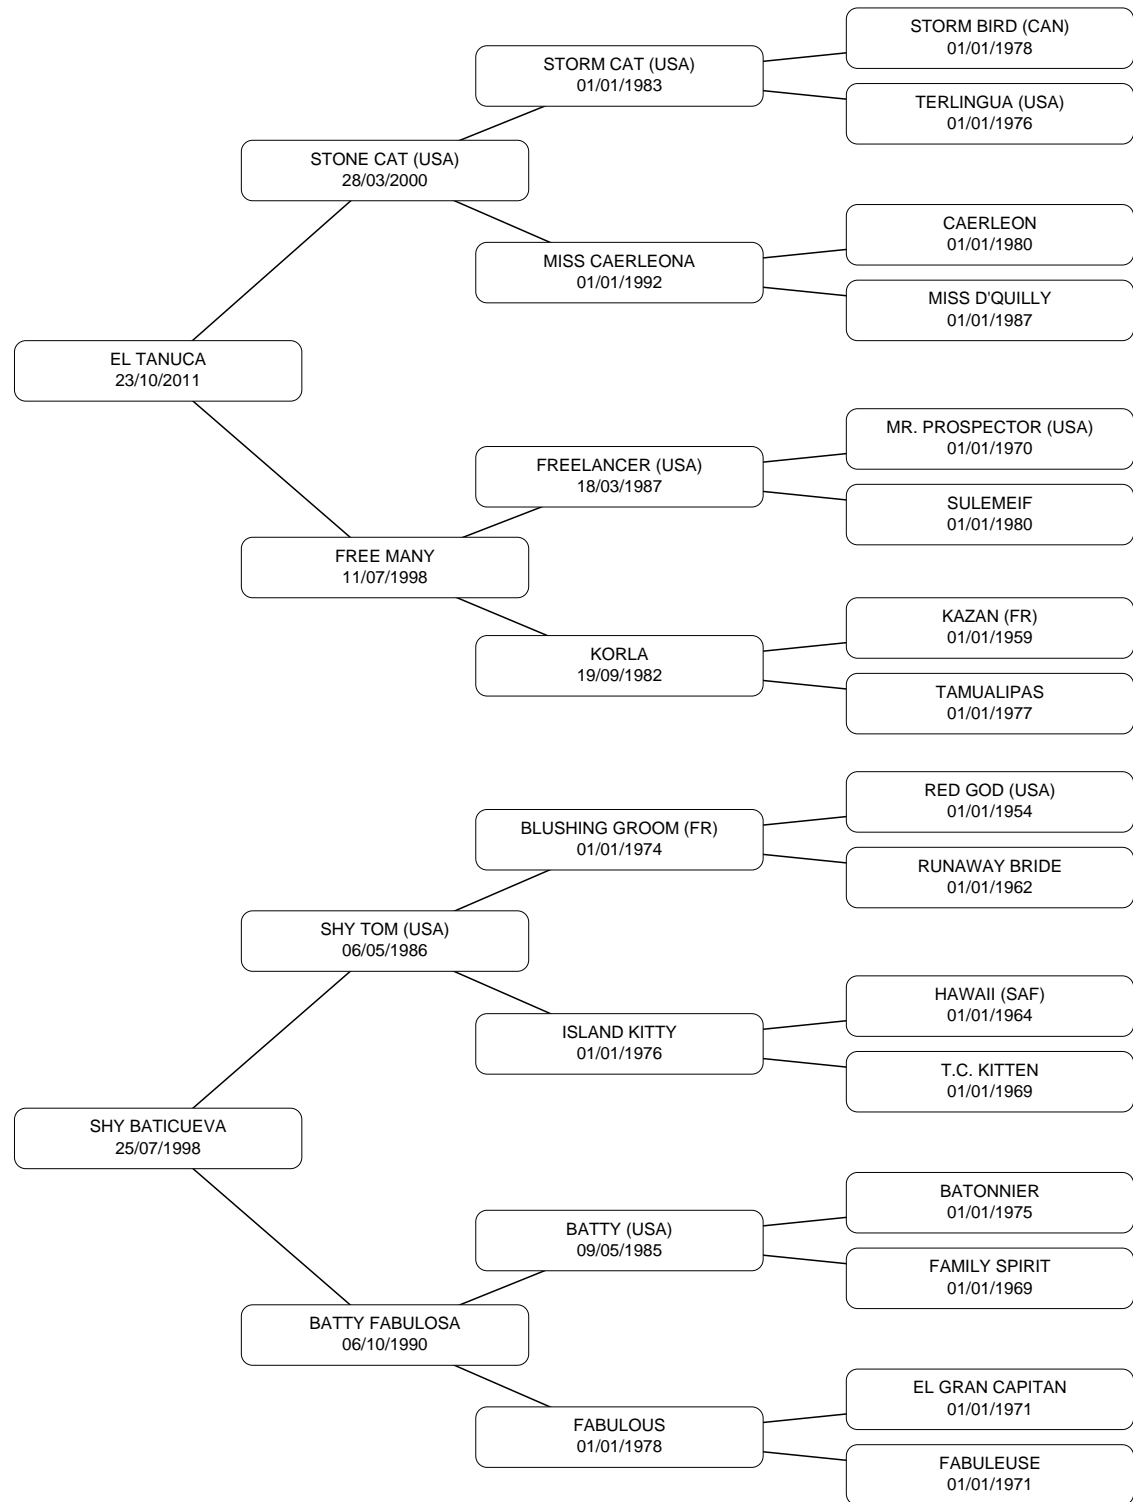 STORM BIRD (CAN)
01/01/1978
STORM CAT (USA)
01/01/1983
TERLINGUA (USA)
01/01/1976
STONE CAT (USA)
28/03/2000
CAERLEON
01/01/1980
MISS CAERLEONA
01/01/1992
MISS D'QUILLY
01/01/1987
EL TANUCA
23/10/2011
MR. PROSPECTOR (USA)
01/01/1970
FREELANCER (USA)
18/03/1987
SULEMEIF
01/01/1980
FREE MANY
11/07/1998
KAZAN (FR)
01/01/1959
KORLA
19/09/1982
TAMUALIPAS
01/01/1977
RED GOD (USA)
01/01/1954
BLUSHING GROOM (FR)
01/01/1974
RUNAWAY BRIDE
01/01/1962
SHY TOM (USA)
06/05/1986
HAWAII (SAF)
01/01/1964
ISLAND KITTY
01/01/1976
T.C. KITTEN
01/01/1969
SHY BATICUEVA
25/07/1998
BATONNIER
01/01/1975
BATTY (USA)
09/05/1985
FAMILY SPIRIT
01/01/1969
BATTY FABULOSA
06/10/1990
EL GRAN CAPITAN
01/01/1971
FABULOUS
01/01/1978
FABULEUSE
01/01/1971